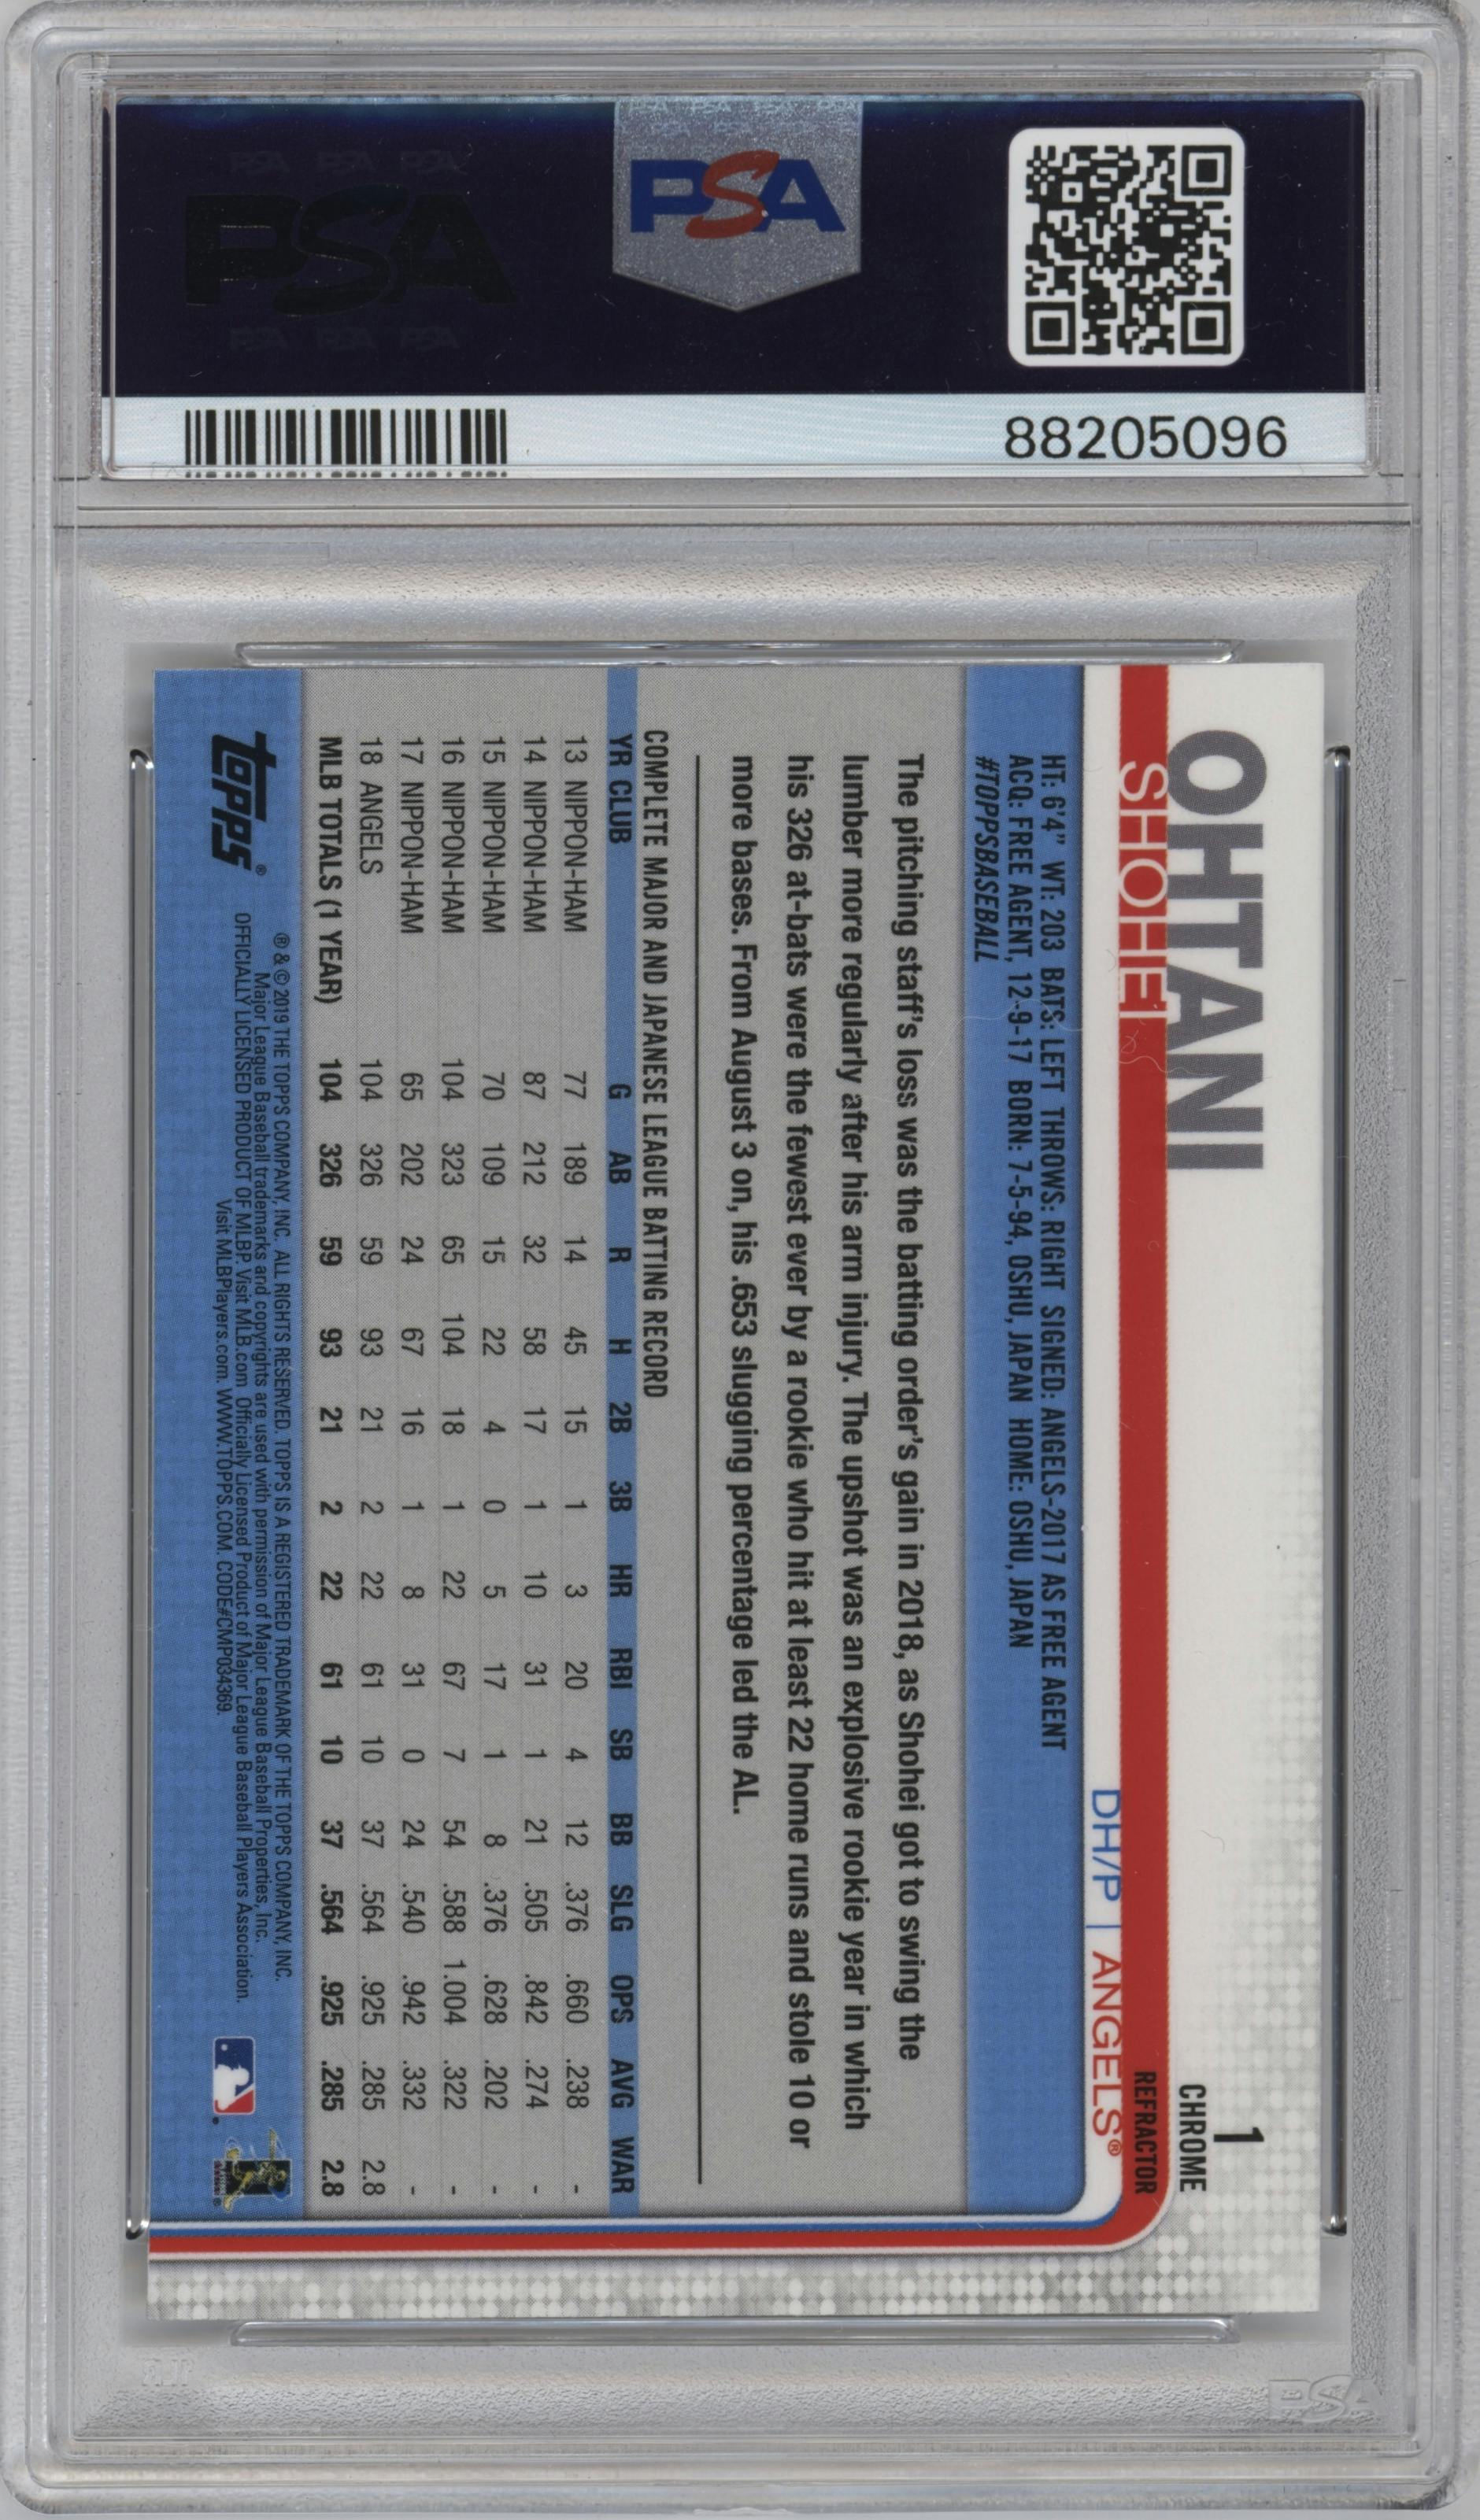 PSA PSA PSA
PSA
PSA PSA PSA
PSA
88205096
OHTANI
SHOHEI
1
CHROME
REFRACTOR
DH/P | ANGELS®
HT: 6'4" WT: 203 BATS: LEFT THROWS: RIGHT SIGNED: ANGELS-2017 AS FREE AGENT
ACQ: FREE AGENT, 12-9-17 BORN: 7-5-94, OSHU, JAPAN HOME: OSHU, JAPAN
#TOPPSBASEBALL
The pitching staff's loss was the batting order's gain in 2018, as Shohei got to swing the
lumber more regularly after his arm injury. The upshot was an explosive rookie year in which
his 326 at-bats were the fewest ever by a rookie who hit at least 22 home runs and stole 10 or
more bases. From August 3 on, his .653 slugging percentage led the AL.
COMPLETE MAJOR AND JAPANESE LEAGUE BATTING RECORD
YR CLUB G AB R H 2B 3B HR RBI SB BB SLG OPS AVG WAR
13 NIPPON-HAM 77 189 14 45 15 1 3 20 4 12 .376 .660 .238 -
14 NIPPON-HAM 87 212 32 58 17 1 10 31 1 21 .505 .842 .274 -
15 NIPPON-HAM 70 109 15 22 4 0 5 17 1 8 .376 .628 .202 -
16 NIPPON-HAM 104 323 65 104 18 1 22 67 7 54 .588 1.004 .322 -
17 NIPPON-HAM 65 202 24 67 16 1 8 31 0 24 .540 .942 .332 -
18 ANGELS 104 326 59 93 21 2 22 61 10 37 .564 .925 .285 2.8
MLB TOTALS (1 YEAR) 104 326 59 93 21 2 22 61 10 37 .564 .925 .285 2.8
topps®
® & © 2019 THE TOPPS COMPANY, INC. ALL RIGHTS RESERVED. TOPPS IS A REGISTERED TRADEMARK OF THE TOPPS COMPANY, INC.
Major League Baseball trademarks and copyrights are used with permission of Major League Baseball Properties, Inc.
OFFICIALLY LICENSED PRODUCT OF MLBP. Visit MLB.com Officially Licensed Product of Major League Baseball Players Association.
Visit MLBPlayers.com. WWW.TOPPS.COM. CODE#CMP034369.
PSA